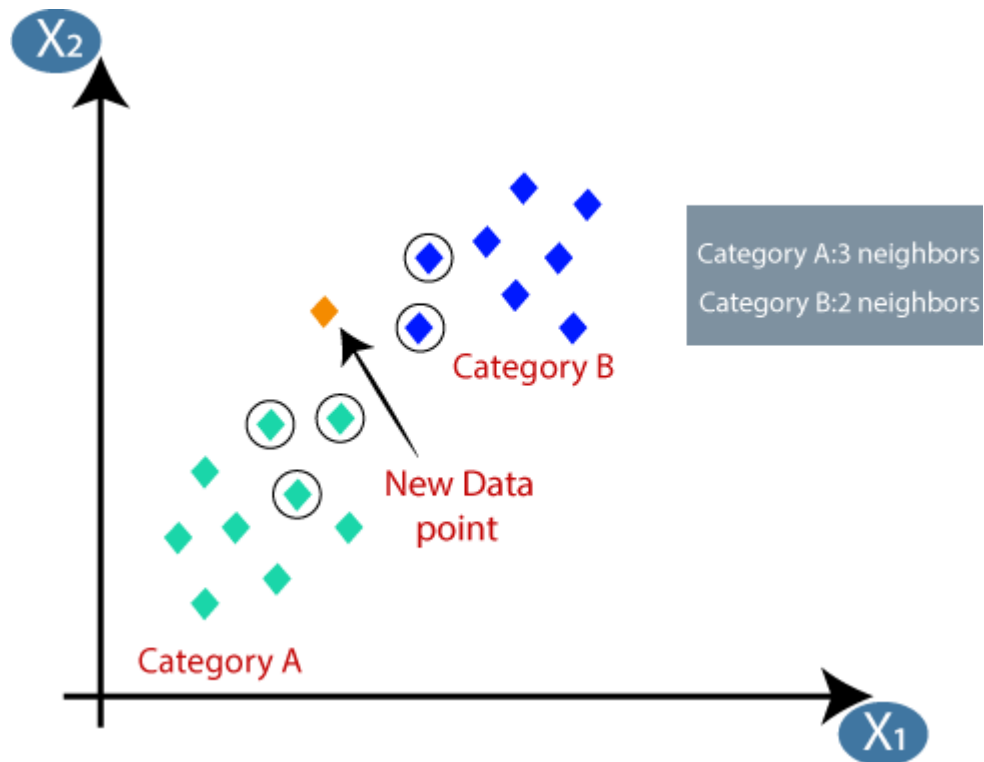 X₂
Category A:3 neighbors
Category B:2 neighbors
Category B
New Data
point
Category A
X₁